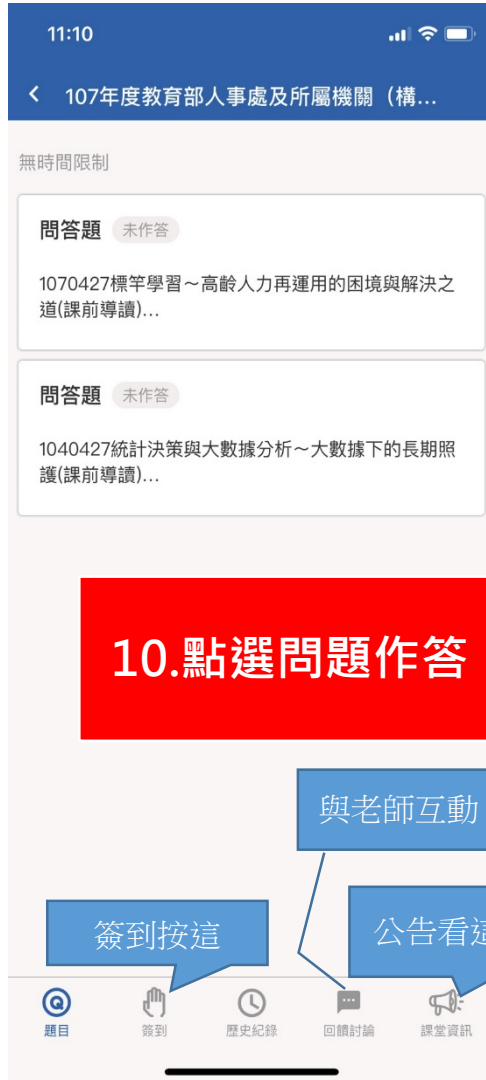 11:10
107年度教育部人事處及所屬機關（構...
無時間限制
問答題 未作答
1070427標竿學習～高齡人力再運用的困境與解決之
道(課前導讀)...
問答題 未作答
1040427統計決策與大數據分析～大數據下的長期照
護(課前導讀)...
10.點選問題作答
與老師互動
簽到按這
公告看這
題目 簽到 歷史紀錄 回饋討論 課堂資訊